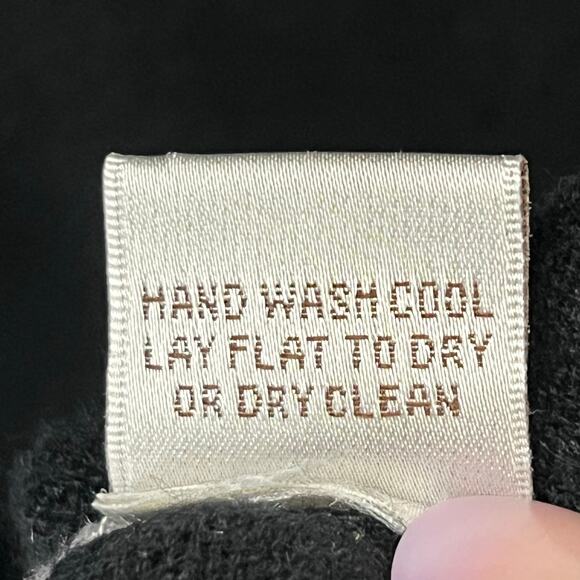 HAND WASH COOL
LAY FLAT TO DRY
OR DRY CLEAN